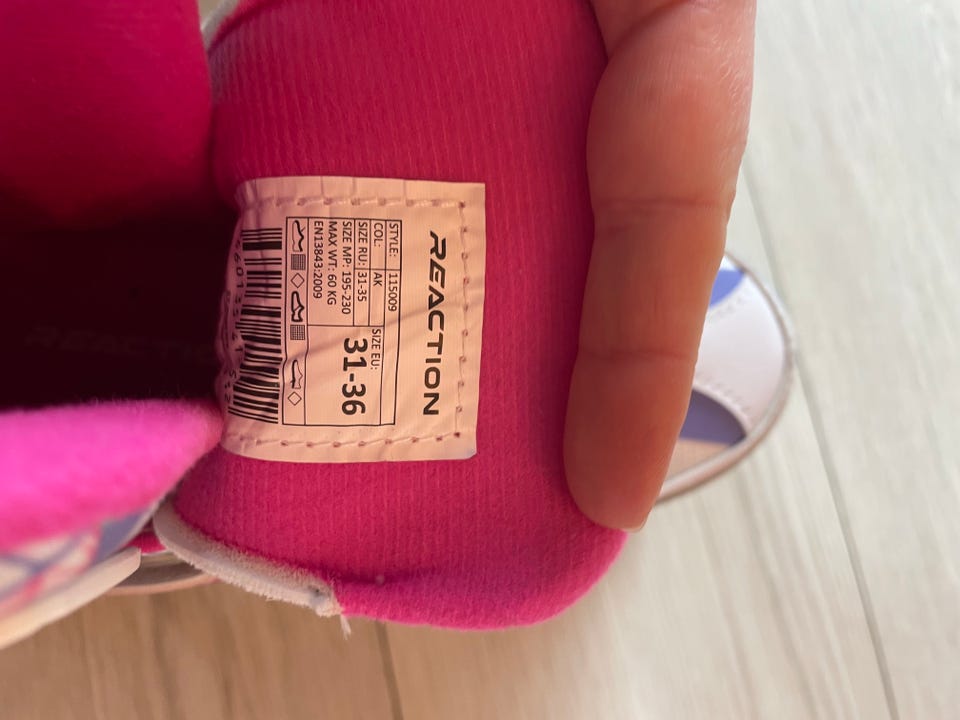 REACTION
STYLE: 115009
COL: AK
SIZE RU: 31-35
SIZE MP: 195-230
MAX WT: 60 KG
EN13843:2009
SIZE EU:
31-36